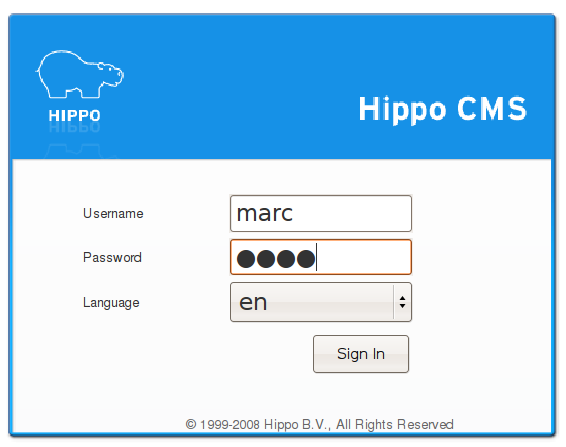 HIPPO
Hippo CMS
Username
marc
Password
●●●●
Language
en
Sign In
© 1999-2008 Hippo B.V., All Rights Reserved